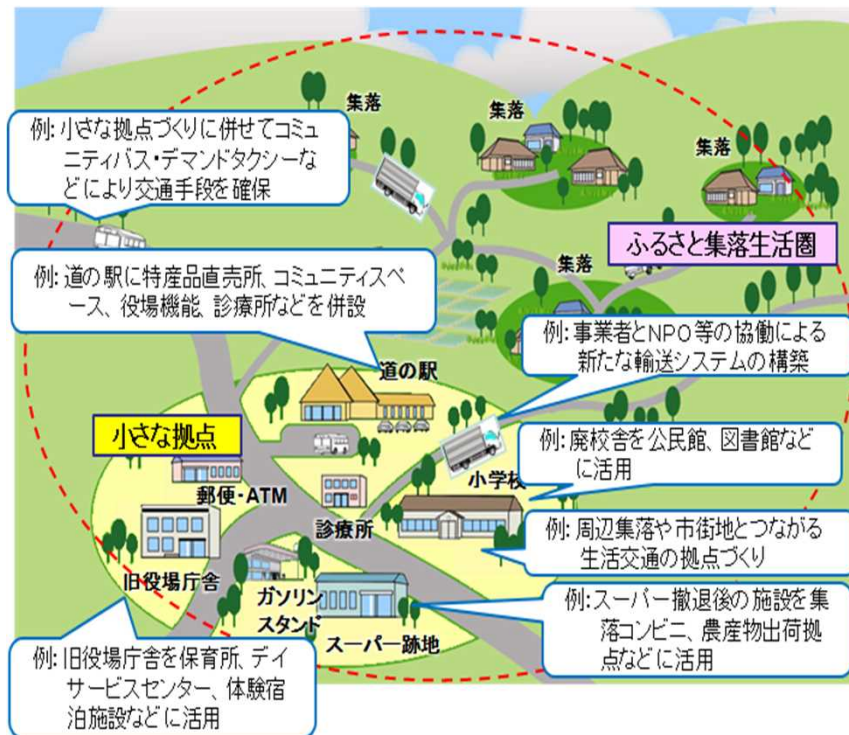 集落
集落
集落
例：小さな拠点づくりに併せてコミュ
ニティバス・デマンドタクシーな
どにより交通手段を確保
ふるさと集落生活圏
例：道の駅に特産品直売所、コミュニティスペ
ース、役場機能、診療所などを併設
集落
例：事業者とNPO等の協働による
新たな輸送システムの構築
道の駅
小さな拠点
例：廃校舎を公民館、図書館など
に活用
小学校
郵便・ATM
診療所
例：周辺集落や市街地とつながる
生活交通の拠点づくり
旧役場庁舎
ガソリン
スタンド
スーパー跡地
例：スーパー撤退後の施設を集
落コンビニ、農産物出荷拠
点などに活用
例：旧役場庁舎を保育所、デイ
サービスセンター、体験宿
泊施設などに活用